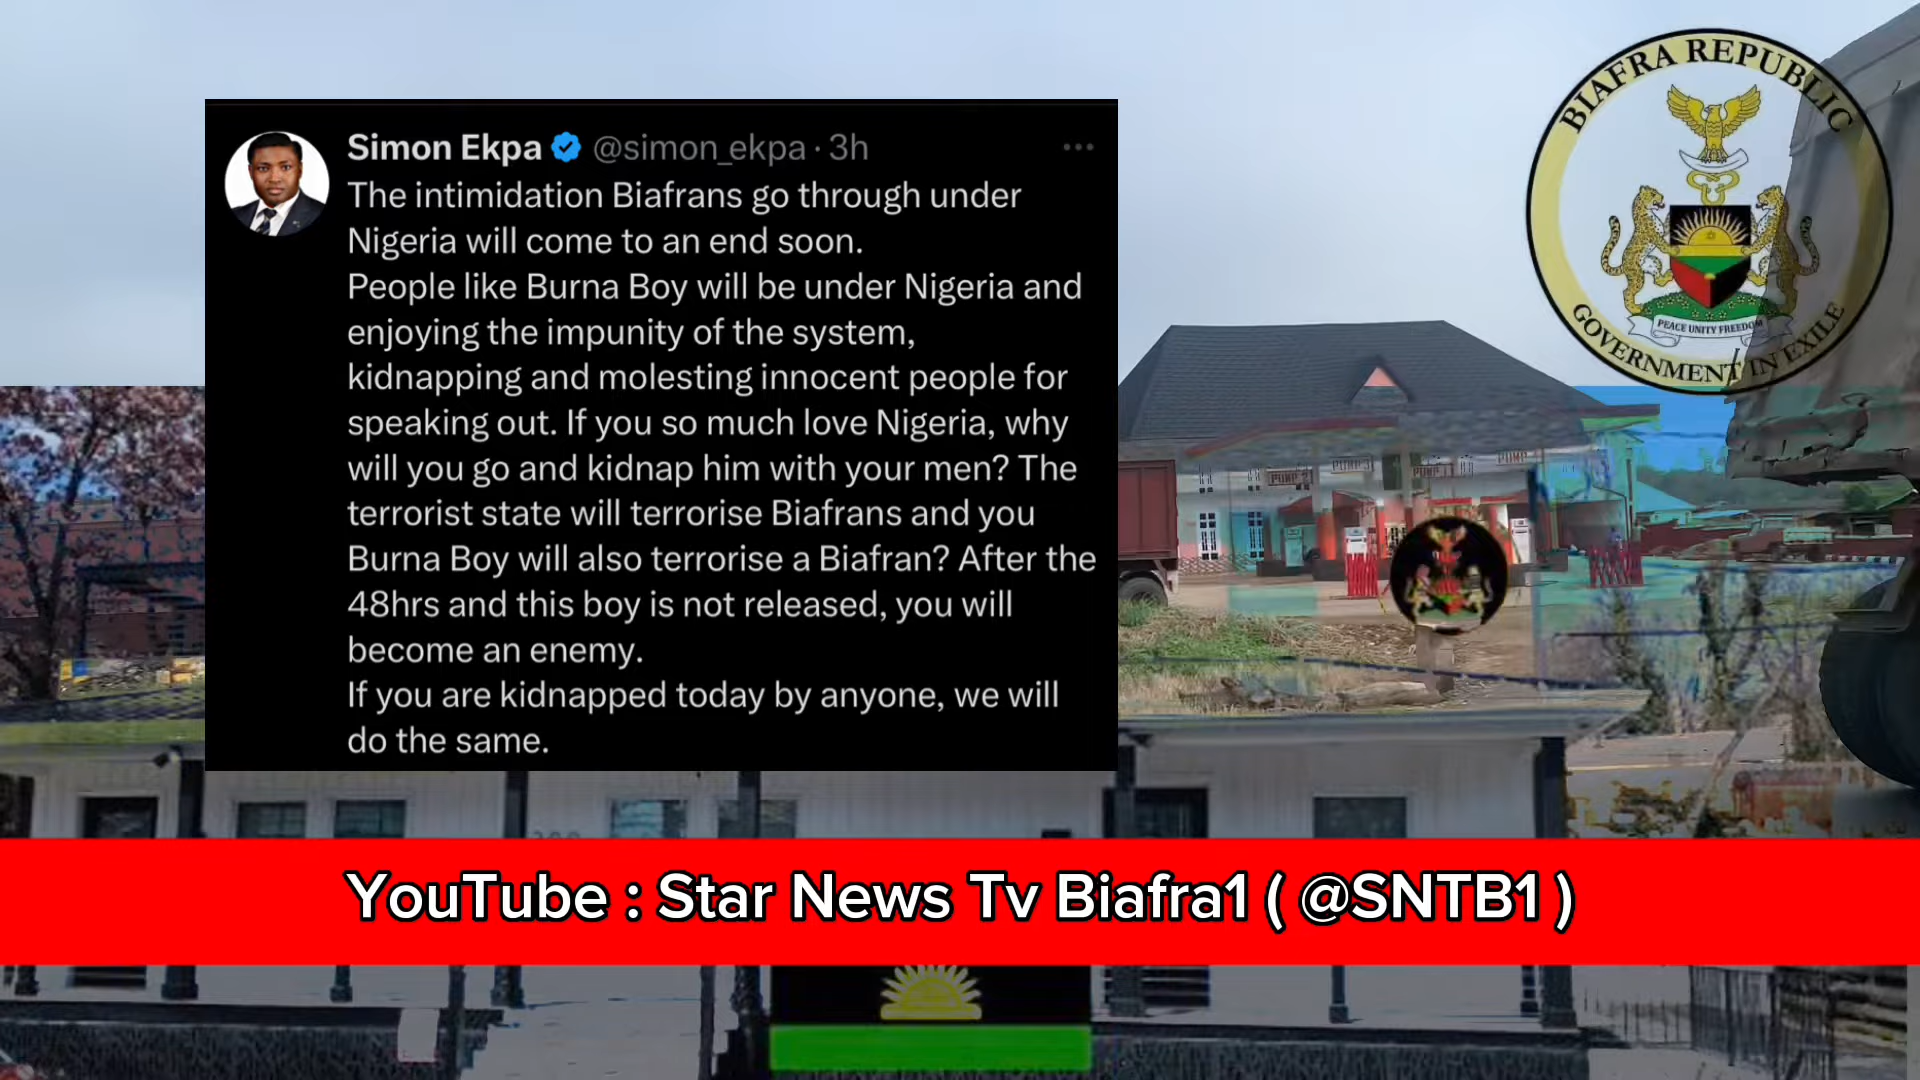 Simon Ekpa @simon_ekpa · 3h
The intimidation Biafrans go through under
Nigeria will come to an end soon.
People like Burna Boy will be under Nigeria and
enjoying the impunity of the system,
kidnapping and molesting innocent people for
speaking out. If you so much love Nigeria, why
will you go and kidnap him with your men? The
terrorist state will terrorise Biafrans and you
Burna Boy will also terrorise a Biafran? After the
48hrs and this boy is not released, you will
become an enemy.
If you are kidnapped today by anyone, we will
do the same.
BIAFRA REPUBLIC
PEACE UNITY FREEDOM
GOVERNMENT IN EXILE
PUMP 2
YouTube : Star News Tv Biafra1 ( @SNTB1 )